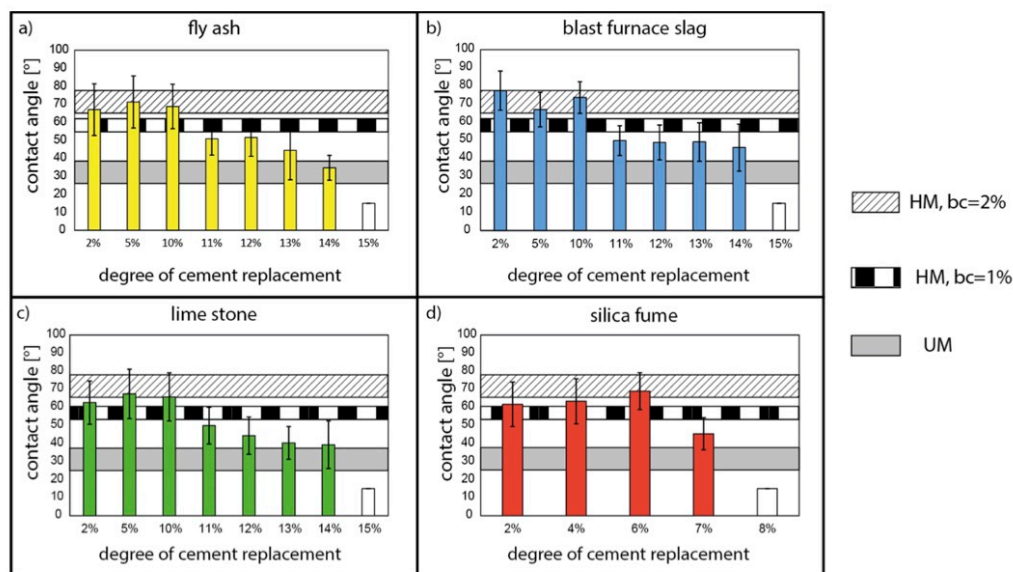 a) fly ash
contact angle [°]
100
90
80
70
60
50
40
30
20
10
0
2% 5% 10% 11% 12% 13% 14% 15%
degree of cement replacement
b) blast furnace slag
contact angle [°]
100
90
80
70
60
50
40
30
20
10
0
2% 5% 10% 11% 12% 13% 14% 15%
degree of cement replacement
c) lime stone
contact angle [°]
100
90
80
70
60
50
40
30
20
10
0
2% 5% 10% 11% 12% 13% 14% 15%
degree of cement replacement
d) silica fume
contact angle [°]
100
90
80
70
60
50
40
30
20
10
0
2% 4% 6% 7% 8%
degree of cement replacement
HM, bc=2%
HM, bc=1%
UM